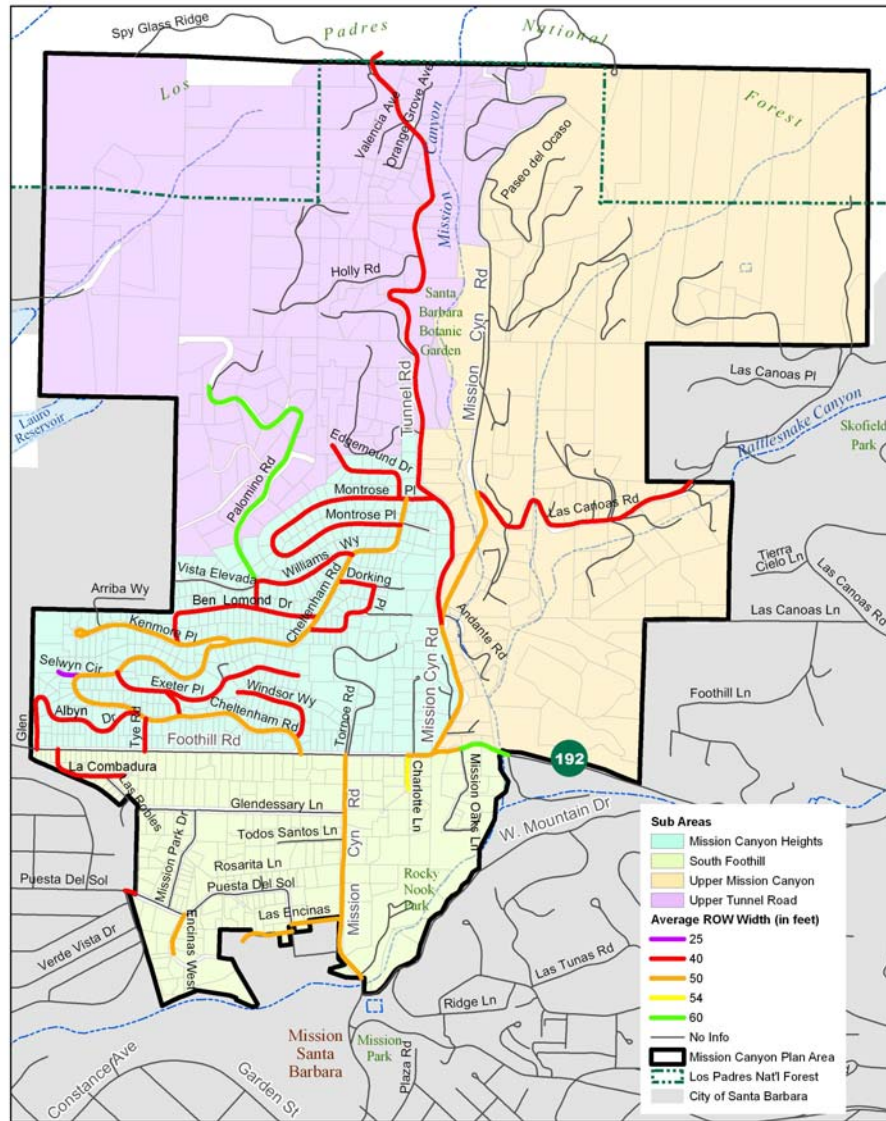 Spy Glass Ridge
Los Padres National Forest
Valencia Ave
Orange Grove Ave
Mission Canyon
Paseo del Ocaso
Holly Rd
Santa
Barbara
Botanic
Garden
Mission Cyn Rd
Tunnel Rd
Las Canoas Pl
Rattlesnake Canyon
Skofield
Park
Lauro
Reservoir
Palomino Rd
Edgemound Dr
Montrose Pl
Montrose Pl
Las Canoas Rd
Williams Wy
Vista Elevada
Dorking Pl
Tierra
Cielo Ln
Las Canoas Rd
Arriba Wy
Ben Lomond Dr
Cheltenham Rd
Las Canoas Ln
Kenmore Pl
Andante Rd
Selwyn Cir
Exeter Pl
Windsor Wy
Mission Cyn Rd
Foothill Ln
Albyn Dr
Tye Rd
Cheltenham Rd
Tornoe Rd
Glen
Foothill Rd
192
La Combadura
Las Robles
Glendessary Ln
Charlotte Ln
Mission Oaks Ln
W. Mountain Dr
Mission Park Dr
Todos Santos Ln
Mission Cyn Rd
Rosarita Ln
Puesta Del Sol
Puesta Del Sol
Rocky
Nook
Park
Las Encinas
Encinas West
Verde Vista Dr
Las Tunas Rd
Ridge Ln
Mission
Santa
Barbara
Mission
Park
Plaza Rd
Constance Ave
Garden St
Sub Areas
Mission Canyon Heights
South Foothill
Upper Mission Canyon
Upper Tunnel Road
Average ROW Width (in feet)
25
40
50
54
60
No Info
Mission Canyon Plan Area
Los Padres Nat'l Forest
City of Santa Barbara